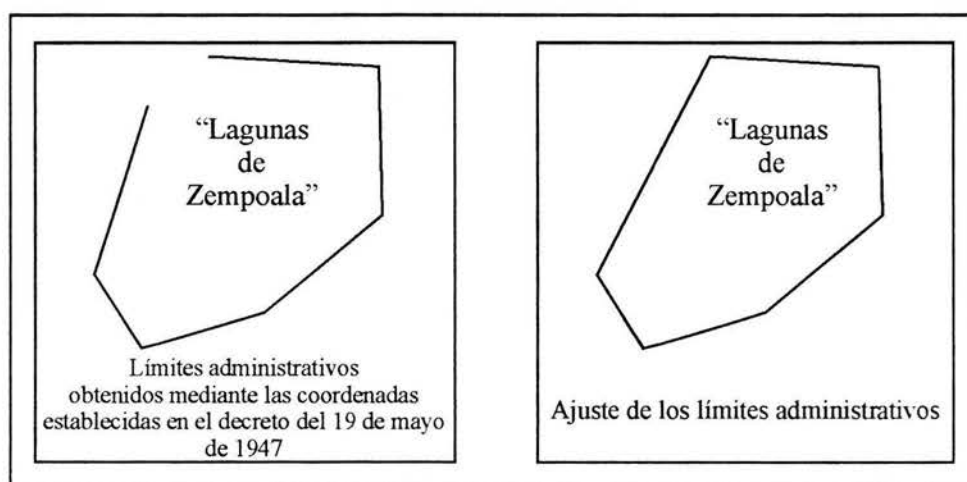 “Lagunas
de
Zempoala”
Límites administrativos
obtenidos mediante las coordenadas
establecidas en el decreto del 19 de mayo
de 1947
“Lagunas
de
Zempoala”
Ajuste de los límites administrativos